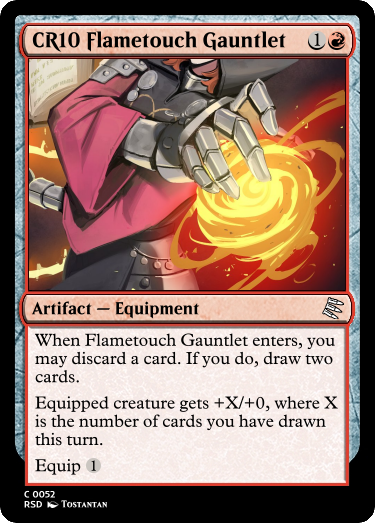 CR10 Flametouch Gauntlet 1
Artifact — Equipment
When Flametouch Gauntlet enters, you
may discard a card. If you do, draw two
cards.
Equipped creature gets +X/+0, where X
is the number of cards you have drawn
this turn.
Equip 1
C 0052
RSD Tostantan